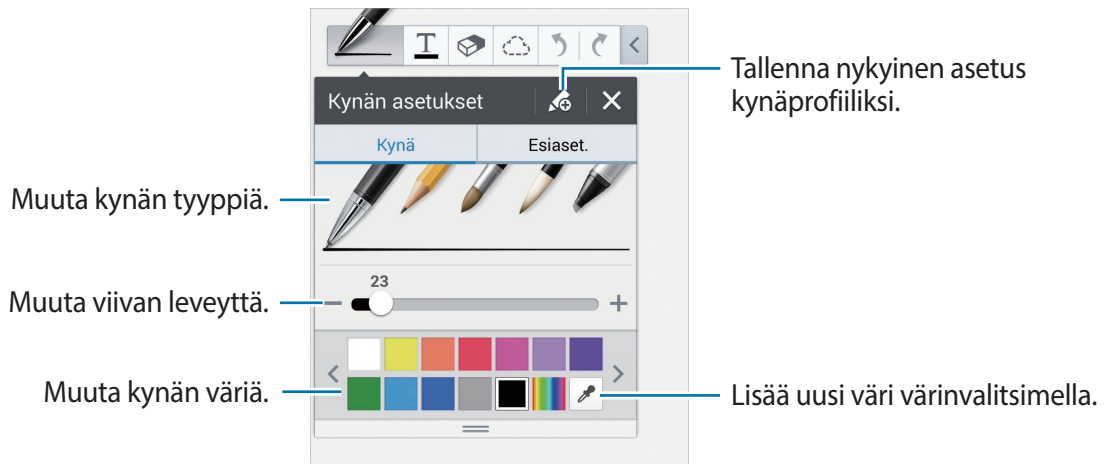 T
Tallenna nykyinen asetus
kynäprofiiliksi.
Kynän asetukset
Kynä
Esiaset.
Muuta kynän tyyppiä.
23
Muuta viivan leveyttä.
Muuta kynän väriä.
Lisää uusi väri värinvalitsimella.